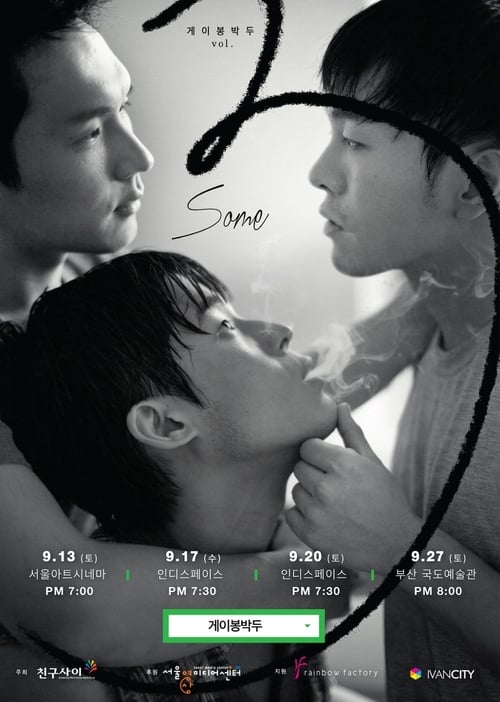 게이봉박두
vol.
3
Some
9.13 (토)
서울아트시네마
PM 7:00
9.17 (수)
인디스페이스
PM 7:30
9.20 (토)
인디스페이스
PM 7:30
9.27 (토)
부산 국도예술관
PM 8:00
게이봉박두
주최 친구사이
후원 서울영상미디어센터
지원 rainbow factory
IVANCITY